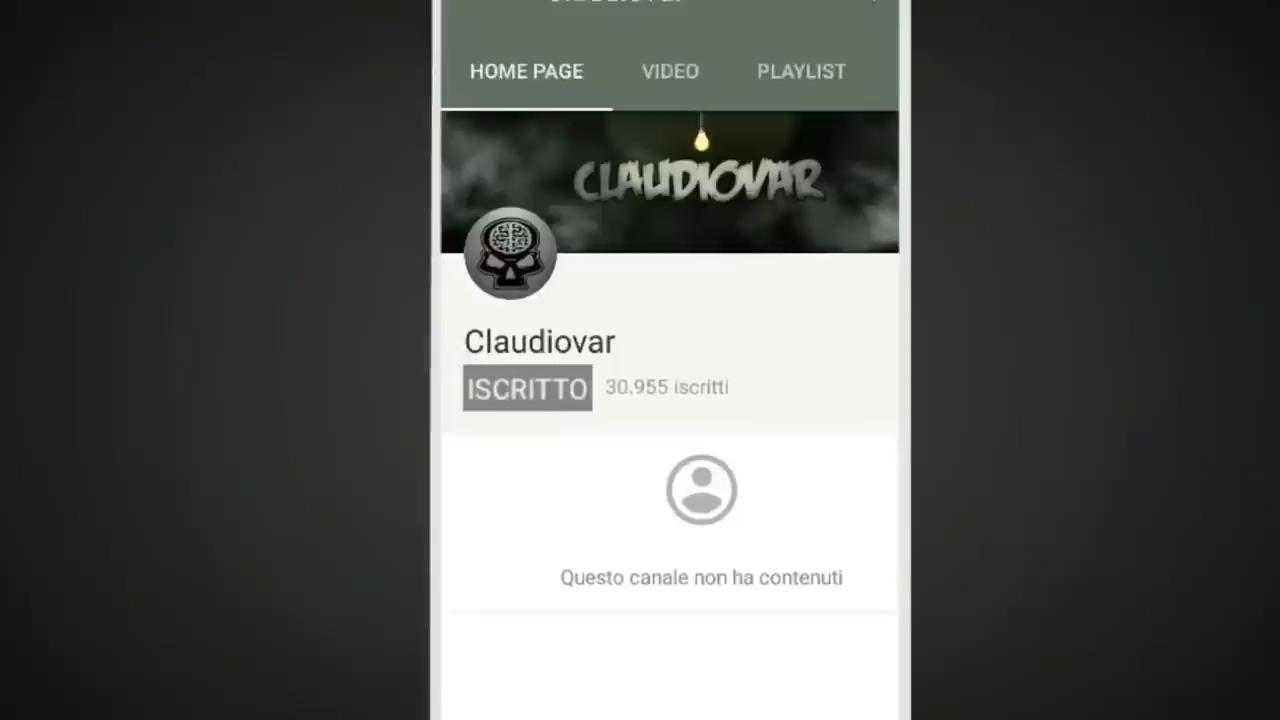 HOME PAGE VIDEO PLAYLIST
CLAUDIOVAR
Claudiovar
ISCRITTO 30.955 iscritti
Questo canale non ha contenuti